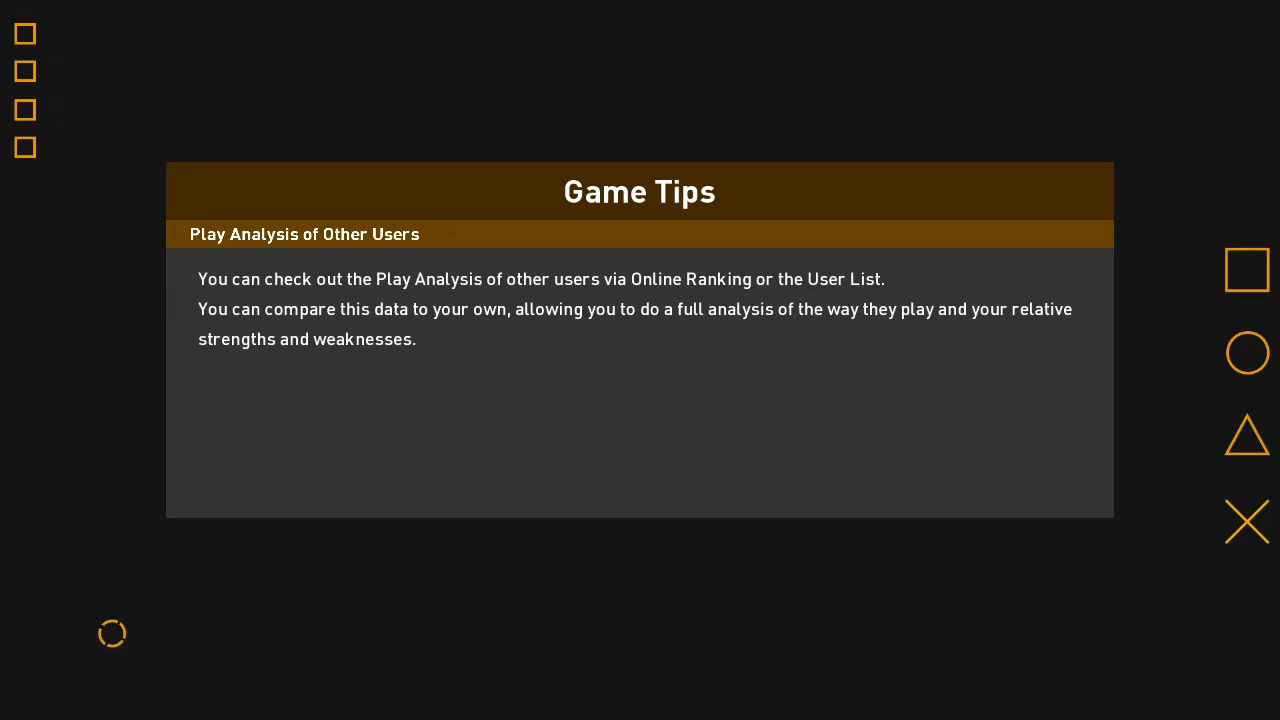 Game Tips
Play Analysis of Other Users
You can check out the Play Analysis of other users via Online Ranking or the User List.
You can compare this data to your own, allowing you to do a full analysis of the way they play and your relative
strengths and weaknesses.